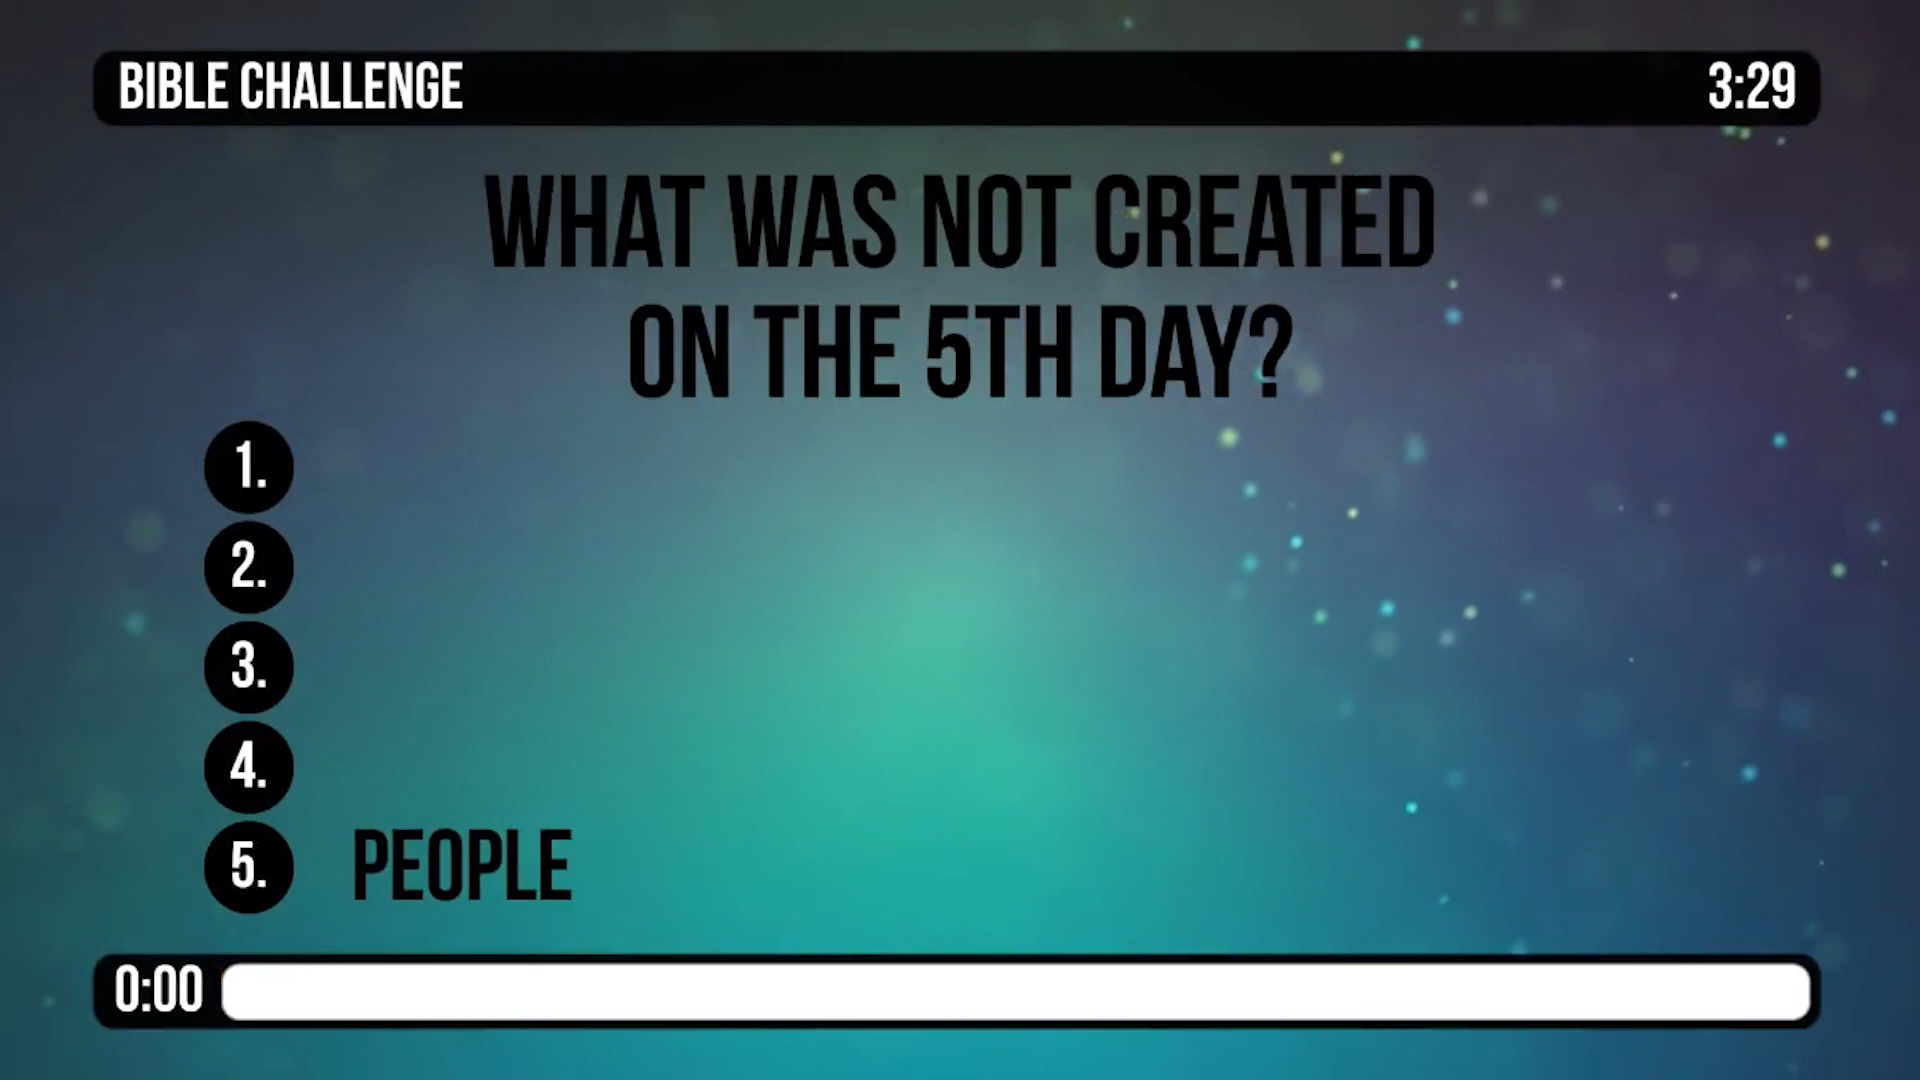 BIBLE CHALLENGE 3:29
WHAT WAS NOT CREATED
ON THE 5TH DAY?
1.
2.
3.
4.
5. PEOPLE
0:00